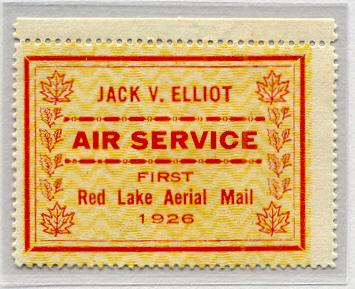 JACK V. ELLIOT
AIR SERVICE
FIRST
Red Lake Aerial Mail
1926